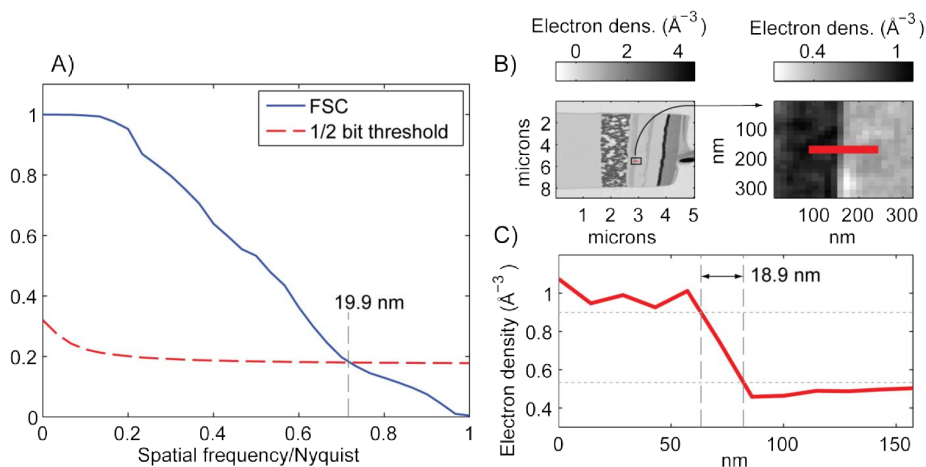 A)
FSC
1/2 bit threshold
19.9 nm
1
0.8
0.6
0.4
0.2
0
0 0.2 0.4 0.6 0.8 1
Spatial frequency/Nyquist
B)
Electron dens. (Å⁻³)
0 2 4
Electron dens. (Å⁻³)
0.4 1
microns
2
4
6
8
1 2 3 4 5
microns
nm
100
200
300
100 200 300
nm
C)
18.9 nm
Electron density (Å⁻³)
1
0.8
0.6
0.4
0 50 100 150
nm